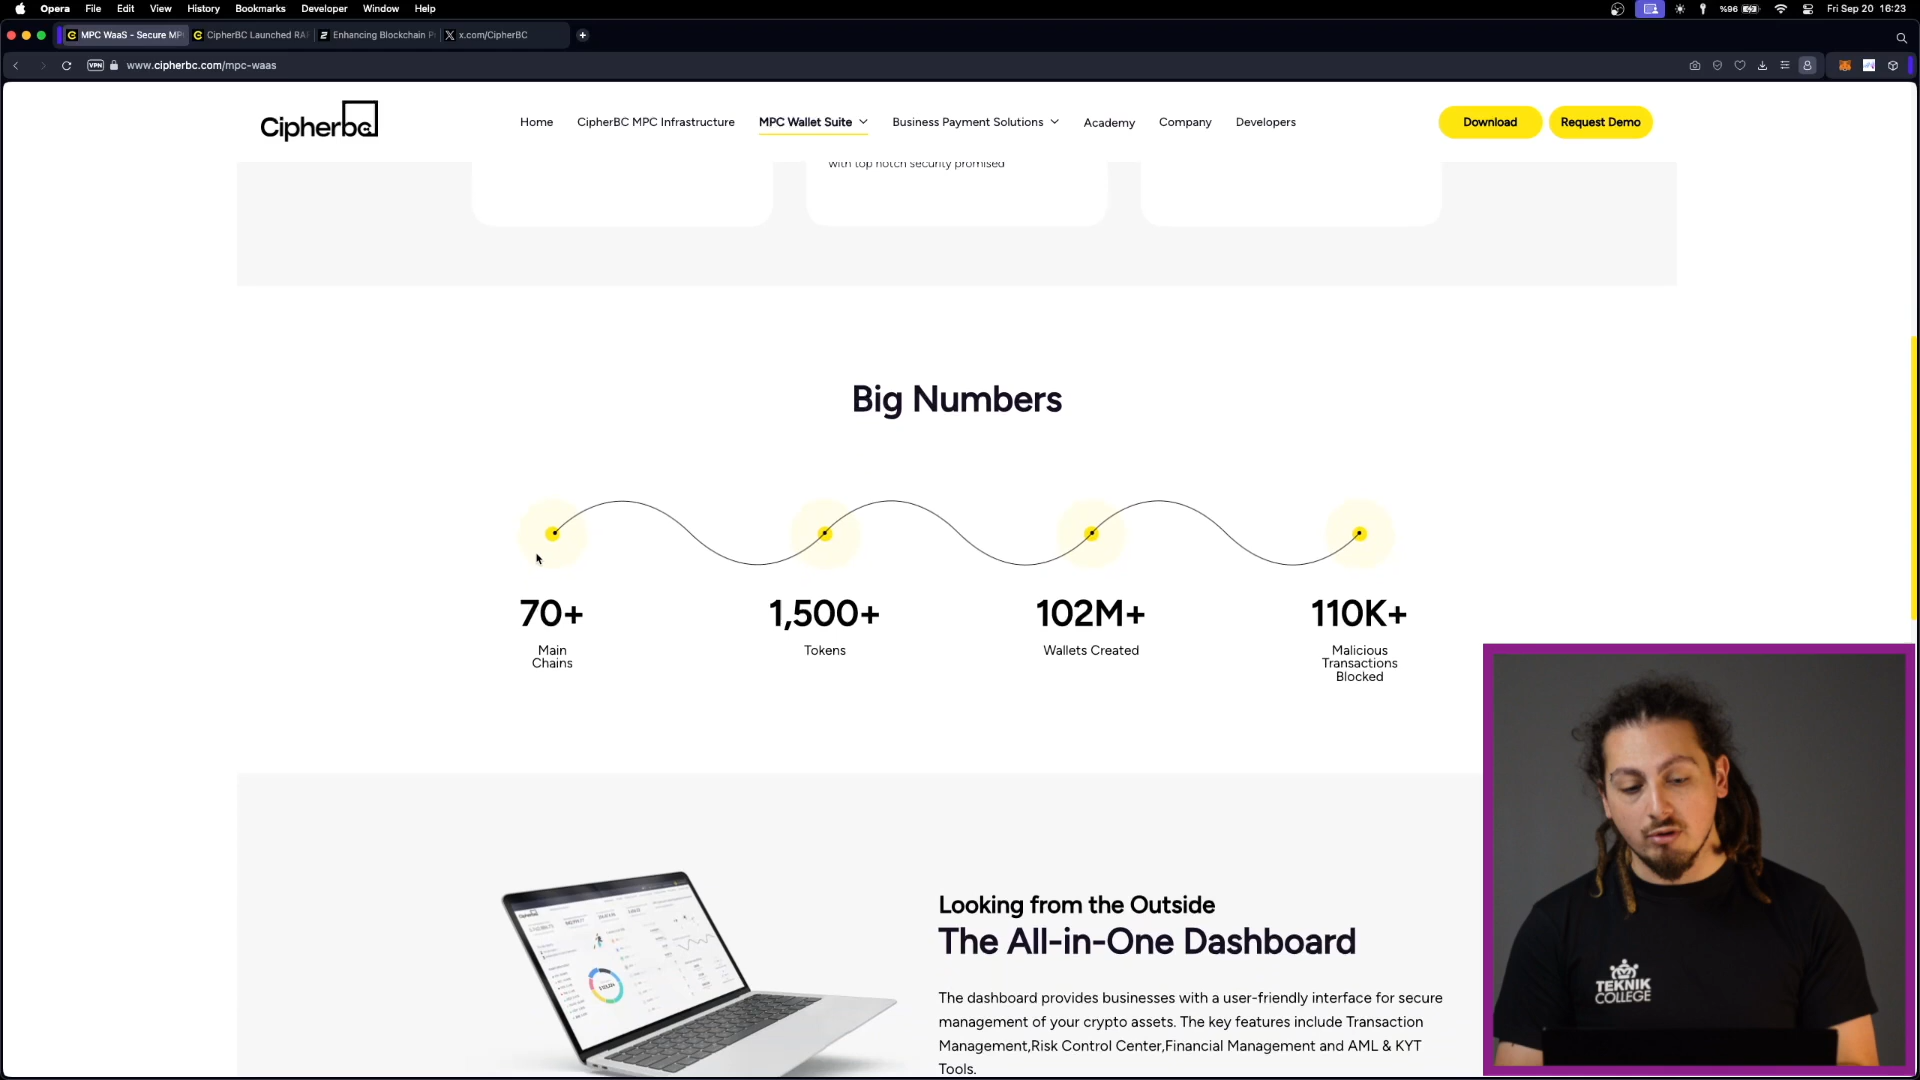 Opera File Edit View History Bookmarks Developer Window Help %96 Fri Sep 20 16:23
MPC WaaS - Secure MP CipherBC Launched RA Enhancing Blockchain P x.com/CipherBC
VPN www.cipherbc.com/mpc-waas
Cipherbc Home CipherBC MPC Infrastructure MPC Wallet Suite Business Payment Solutions Academy Company Developers Download Request Demo
with top notch security promised
Big Numbers
70+ 1,500+ 102M+ 110K+
Main Tokens Wallets Created Malicious
Chains Transactions
Blocked
Looking from the Outside
The All-in-One Dashboard
The dashboard provides businesses with a user-friendly interface for secure
management of your crypto assets. The key features include Transaction
Management,Risk Control Center,Financial Management and AML & KYT
Tools.
TEKNIK
COLLEGE